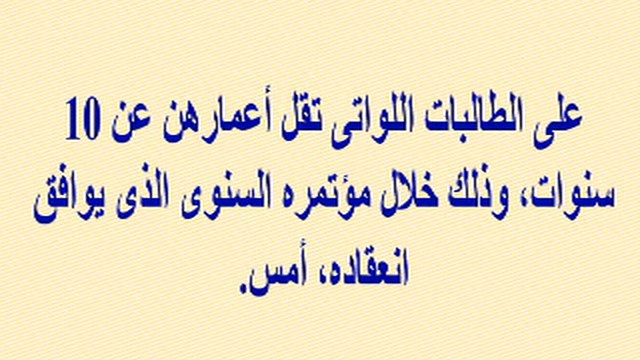 على الطالبات اللواتى تقل أعمارهن عن 10
سنوات، وذلك خلال مؤتمره السنوى الذى يوافق
انعقاده، أمس.